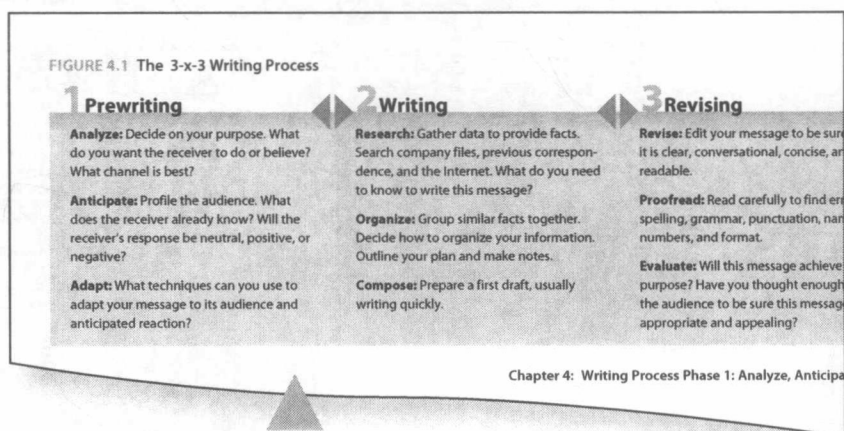 FIGURE 4.1 The 3-x-3 Writing Process
1 Prewriting
Analyze: Decide on your purpose. What
do you want the receiver to do or believe?
What channel is best?
Anticipate: Profile the audience. What
does the receiver already know? Will the
receiver's response be neutral, positive, or
negative?
Adapt: What techniques can you use to
adapt your message to its audience and
anticipated reaction?
2 Writing
Research: Gather data to provide facts.
Search company files, previous correspon-
dence, and the Internet. What do you need
to know to write this message?
Organize: Group similar facts together.
Decide how to organize your information.
Outline your plan and make notes.
Compose: Prepare a first draft, usually
writing quickly.
3 Revising
Revise: Edit your message to be sure
it is clear, conversational, concise,
readable.
Proofread: Read carefully to find
spelling, grammar, punctuation,
numbers, and format.
Evaluate: Will this message achieve
purpose? Have you thought enough
the audience to be sure this message
appropriate and appealing?
Chapter 4: Writing Process Phase 1: Analyze,